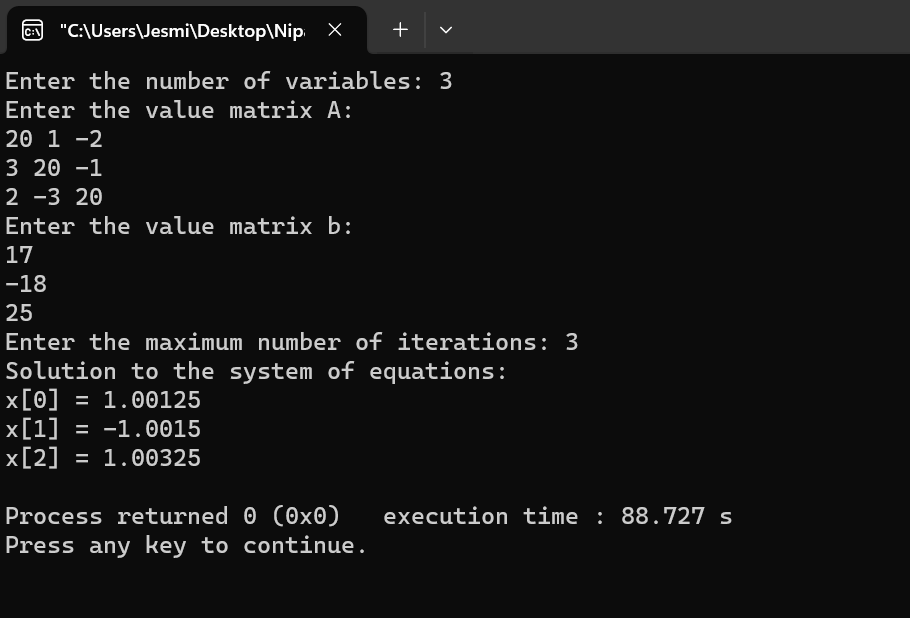 "C:\Users\Jesmi\Desktop\Nip
Enter the number of variables: 3
Enter the value matrix A:
20 1 -2
3 20 -1
2 -3 20
Enter the value matrix b:
17
-18
25
Enter the maximum number of iterations: 3
Solution to the system of equations:
x[0] = 1.00125
x[1] = -1.0015
x[2] = 1.00325
Process returned 0 (0x0)   execution time : 88.727 s
Press any key to continue.